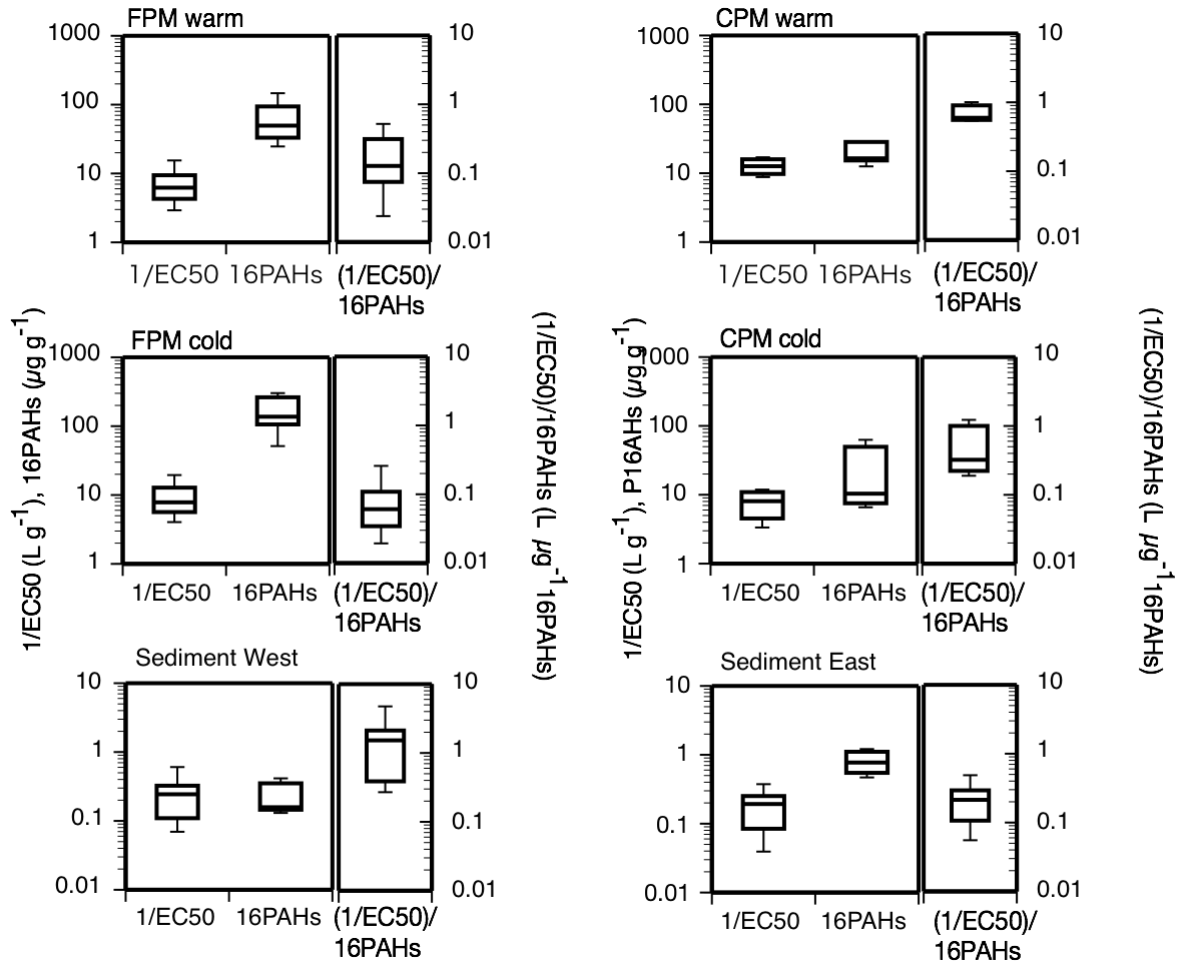 FPM warm
1000
100
10
1
10
1
0.1
0.01
1/EC50 16PAHs (1/EC50)/
16PAHs
CPM warm
1000
100
10
1
10
1
0.1
0.01
1/EC50 16PAHs (1/EC50)/
16PAHs
1/EC50 (L g-1), 16PAHs (µg g-1)
FPM cold
1000
100
10
1
10
1
0.1
0.01
1/EC50 16PAHs (1/EC50)/
16PAHs
(1/EC50)/16PAHs (L µg-116PAHs)
1/EC50 (L g-1), P16AHs (µg g-1)
CPM cold
1000
100
10
1
10
1
0.1
0.01
1/EC50 16PAHs (1/EC50)/
16PAHs
(1/EC50)/16PAHs (L µg-116PAHs)
Sediment West
10
1
0.1
0.01
10
1
0.1
0.01
1/EC50 16PAHs (1/EC50)/
16PAHs
Sediment East
10
1
0.1
0.01
10
1
0.1
0.01
1/EC50 16PAHs (1/EC50)/
16PAHs